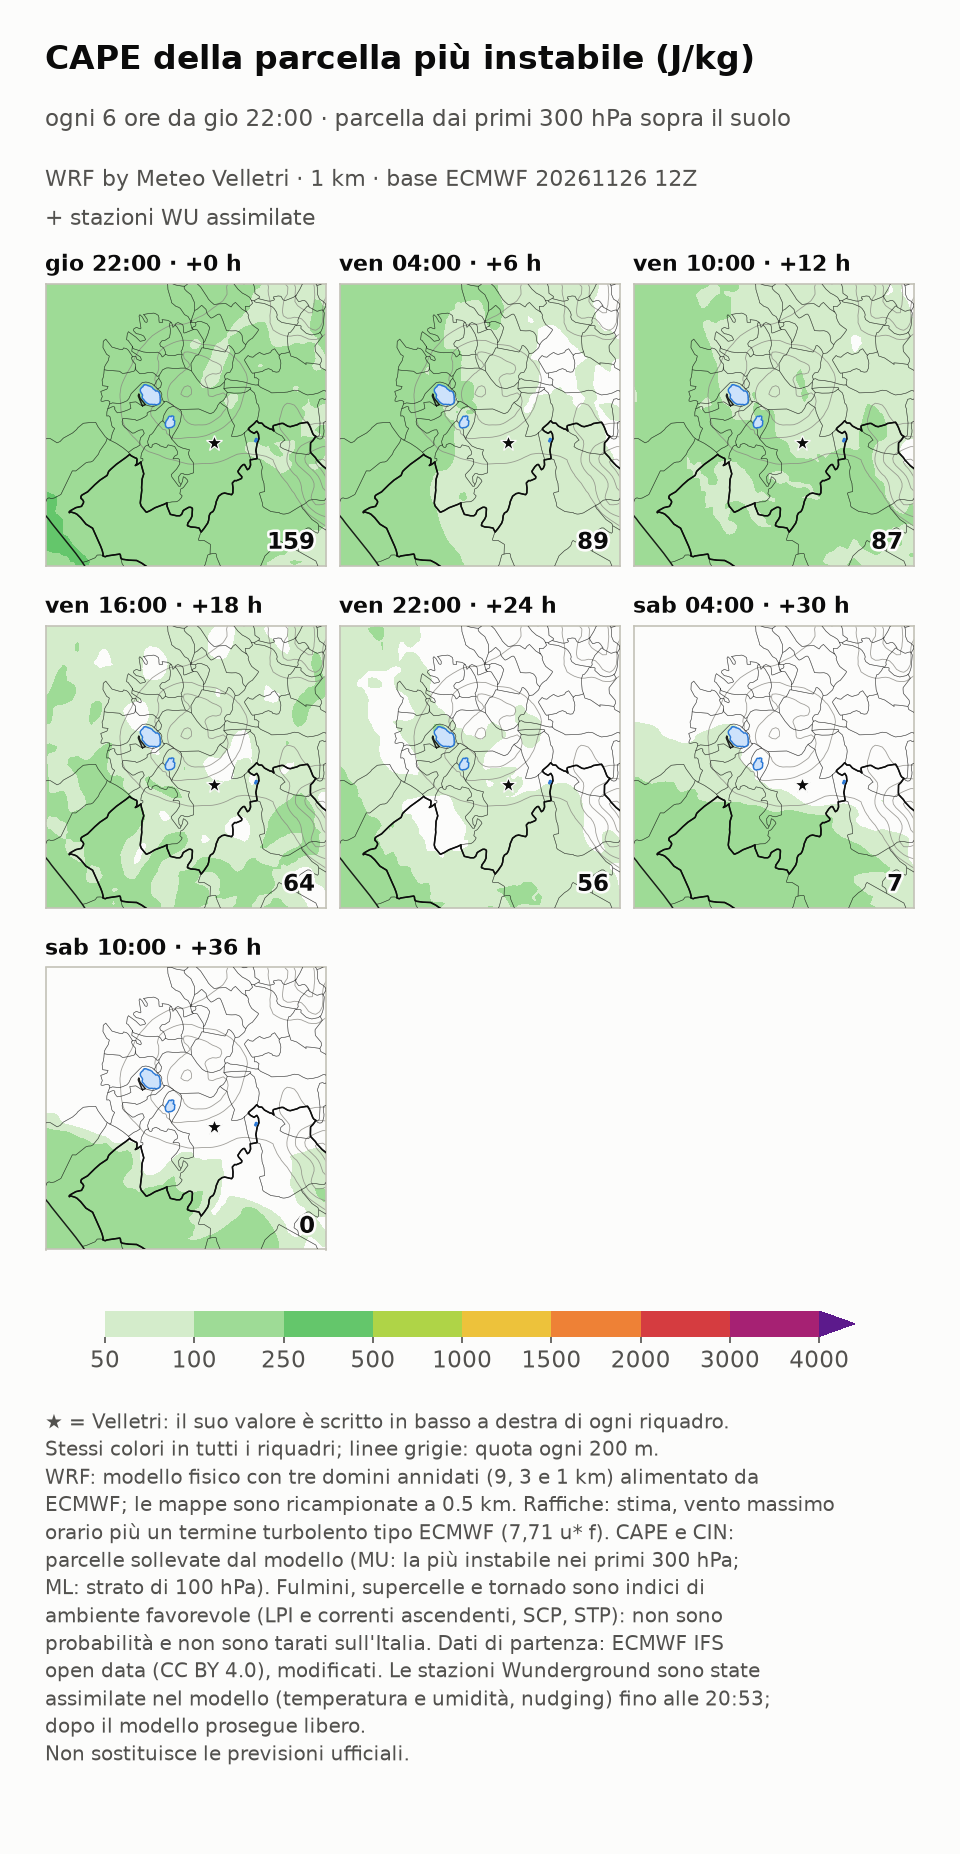 CAPE della parcella più instabile (J/kg)
ogni 6 ore da gio 22:00 · parcella dai primi 300 hPa sopra il suolo
WRF by Meteo Velletri · 1 km · base ECMWF 20261126 12Z
+ stazioni WU assimilate
gio 22:00 · +0 h
ven 04:00 · +6 h
ven 10:00 · +12 h
159
89
87
ven 16:00 · +18 h
ven 22:00 · +24 h
sab 04:00 · +30 h
64
56
7
sab 10:00 · +36 h
0
50 100 250 500 1000 1500 2000 3000 4000
★ = Velletri: il suo valore è scritto in basso a destra di ogni riquadro.
Stessi colori in tutti i riquadri; linee grigie: quota ogni 200 m.
WRF: modello fisico con tre domini annidati (9, 3 e 1 km) alimentato da
ECMWF; le mappe sono ricampionate a 0.5 km. Raffiche: stima, vento massimo
orario più un termine turbolento tipo ECMWF (7,71 u* f). CAPE e CIN:
parcelle sollevate dal modello (MU: la più instabile nei primi 300 hPa;
ML: strato di 100 hPa). Fulmini, supercelle e tornado sono indici di
ambiente favorevole (LPI e correnti ascendenti, SCP, STP): non sono
probabilità e non sono tarati sull'Italia. Dati di partenza: ECMWF IFS
open data (CC BY 4.0), modificati. Le stazioni Wunderground sono state
assimilate nel modello (temperatura e umidità, nudging) fino alle 20:53;
dopo il modello prosegue libero.
Non sostituisce le previsioni ufficiali.